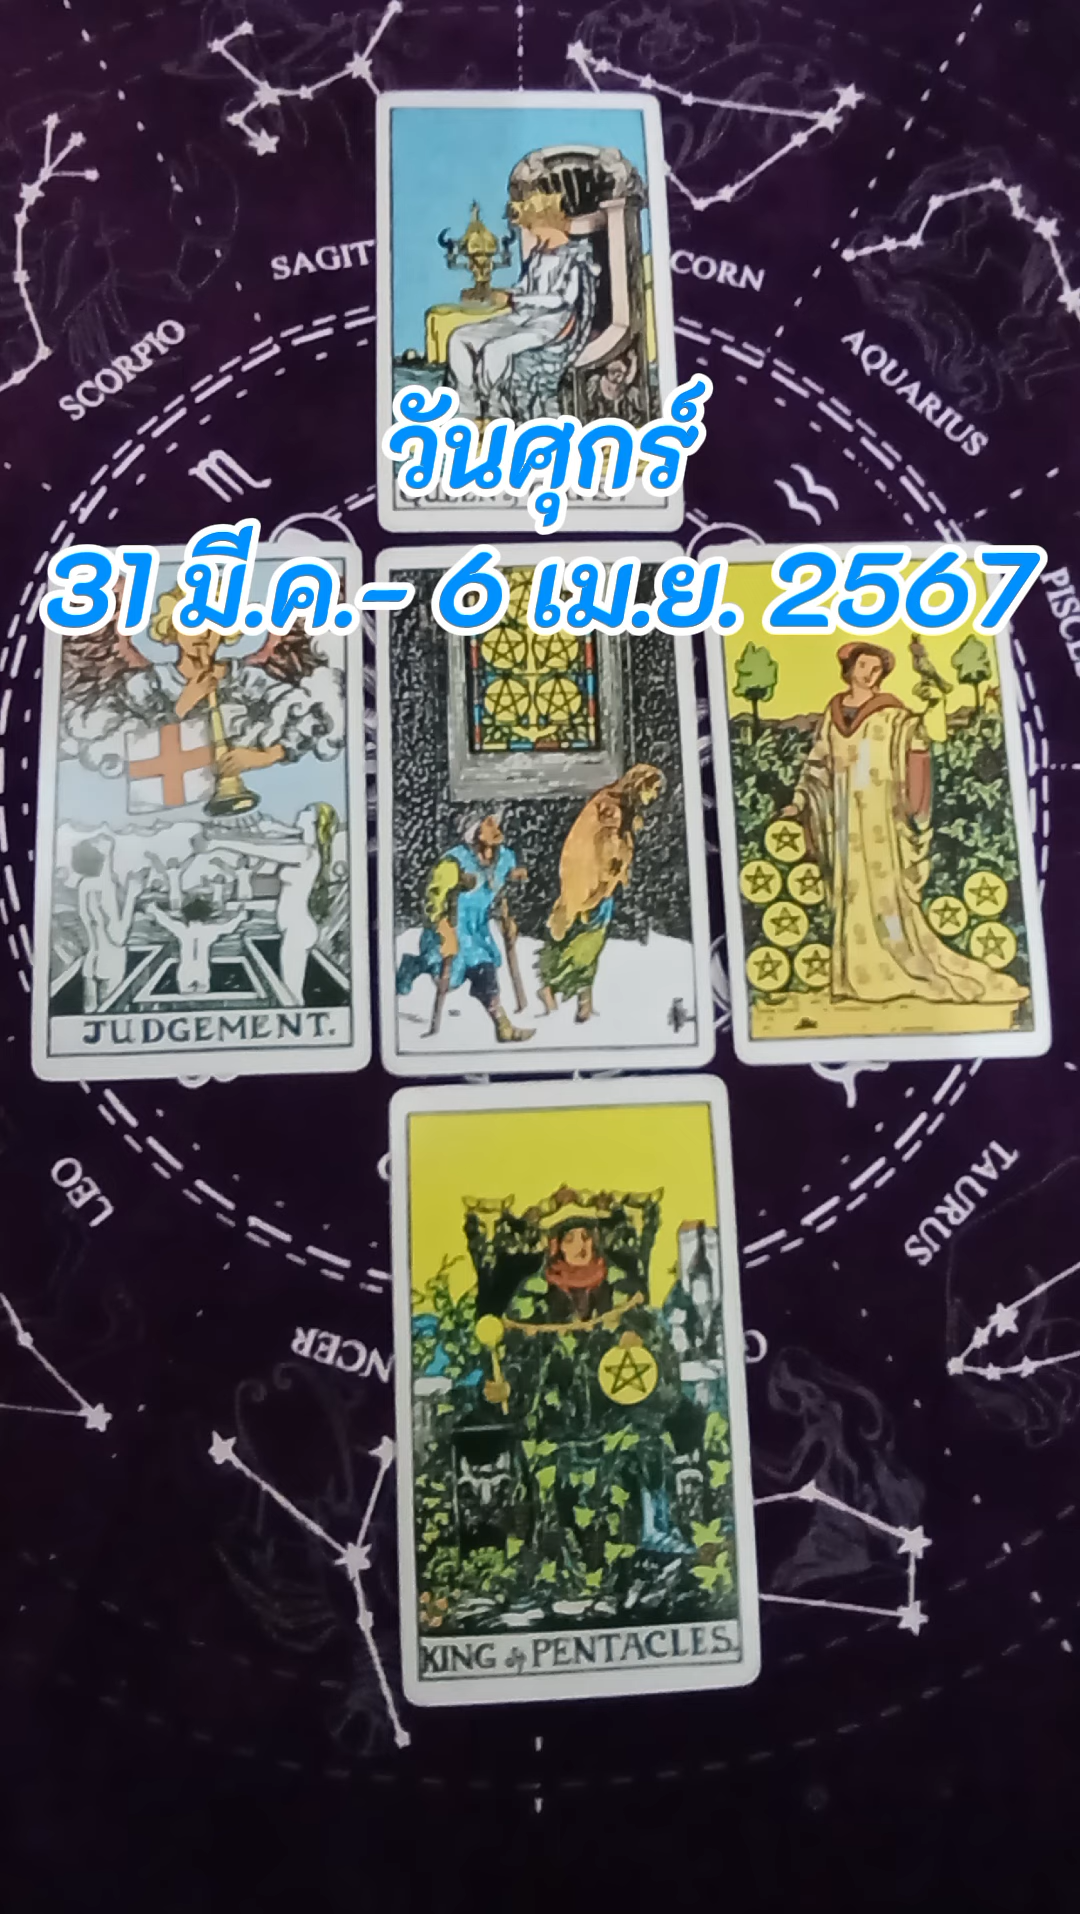 SAGIT
CORN
SCORPIO
AQUARIUS
วันศุกร์
31 มี.ค.- 6 เม.ย. 2567
PISCE
JUDGEMENT.
LEO
TAURUS
NCER
KING of PENTACLES.